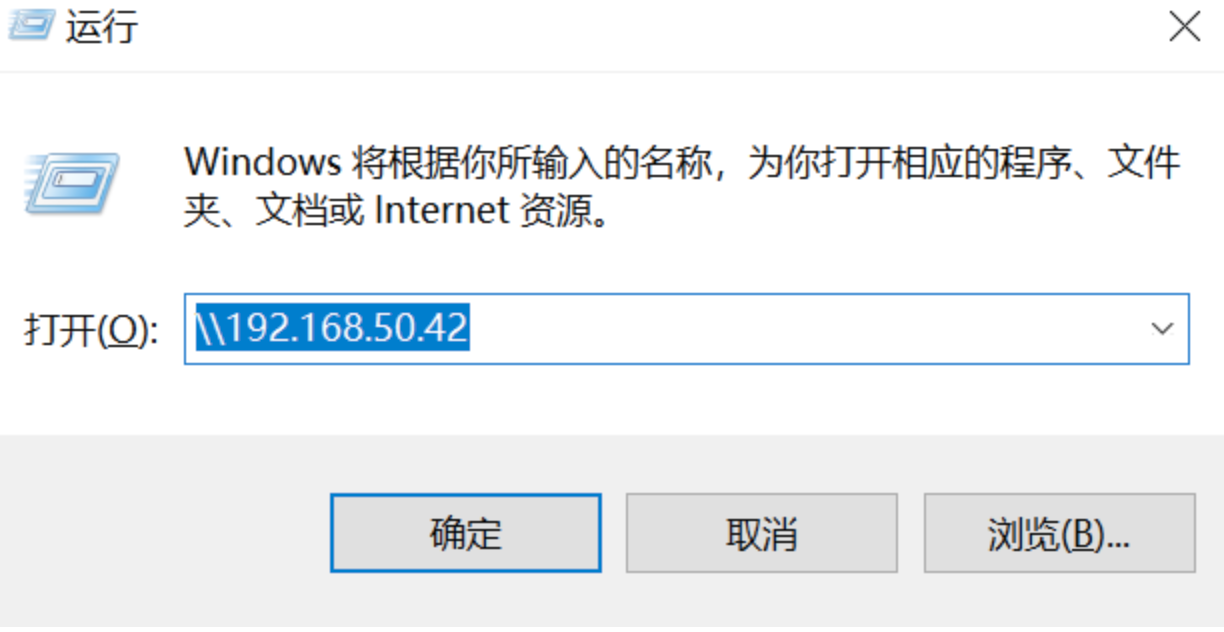 运行
Windows 将根据你所输入的名称，为你打开相应的程序、文件
夹、文档或 Internet 资源。
打开(O): \\192.168.50.42
确定 取消 浏览(B)...